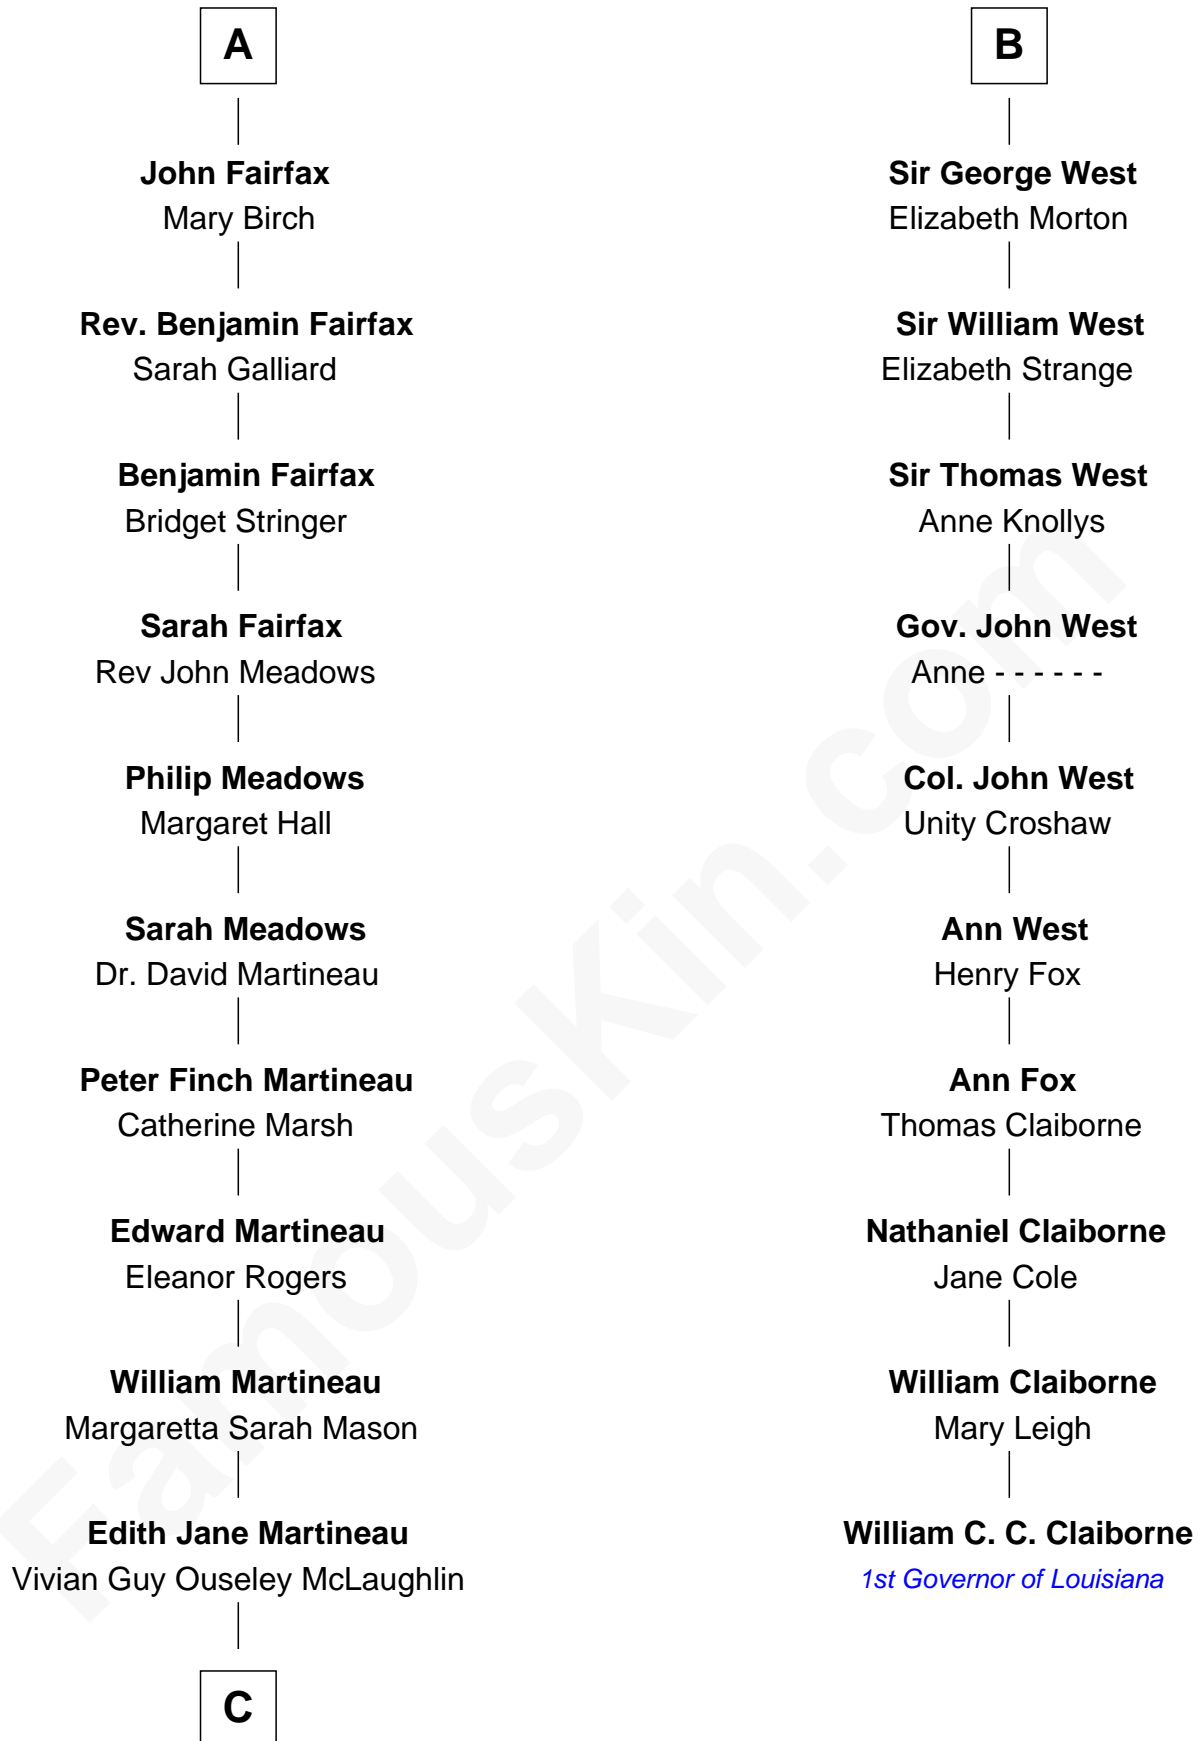 A
John Fairfax
Mary Birch
Rev. Benjamin Fairfax
Sarah Galliard
Benjamin Fairfax
Bridget Stringer
Sarah Fairfax
Rev John Meadows
Philip Meadows
Margaret Hall
Sarah Meadows
Dr. David Martineau
Peter Finch Martineau
Catherine Marsh
Edward Martineau
Eleanor Rogers
William Martineau
Margaretta Sarah Mason
Edith Jane Martineau
Vivian Guy Ouseley McLaughlin
C
B
Sir George West
Elizabeth Morton
Sir William West
Elizabeth Strange
Sir Thomas West
Anne Knollys
Gov. John West
Anne - - - - - -
Col. John West
Unity Croshaw
Ann West
Henry Fox
Ann Fox
Thomas Claiborne
Nathaniel Claiborne
Jane Cole
William Claiborne
Mary Leigh
William C. C. Claiborne
1st Governor of Louisiana
FamousKin.com